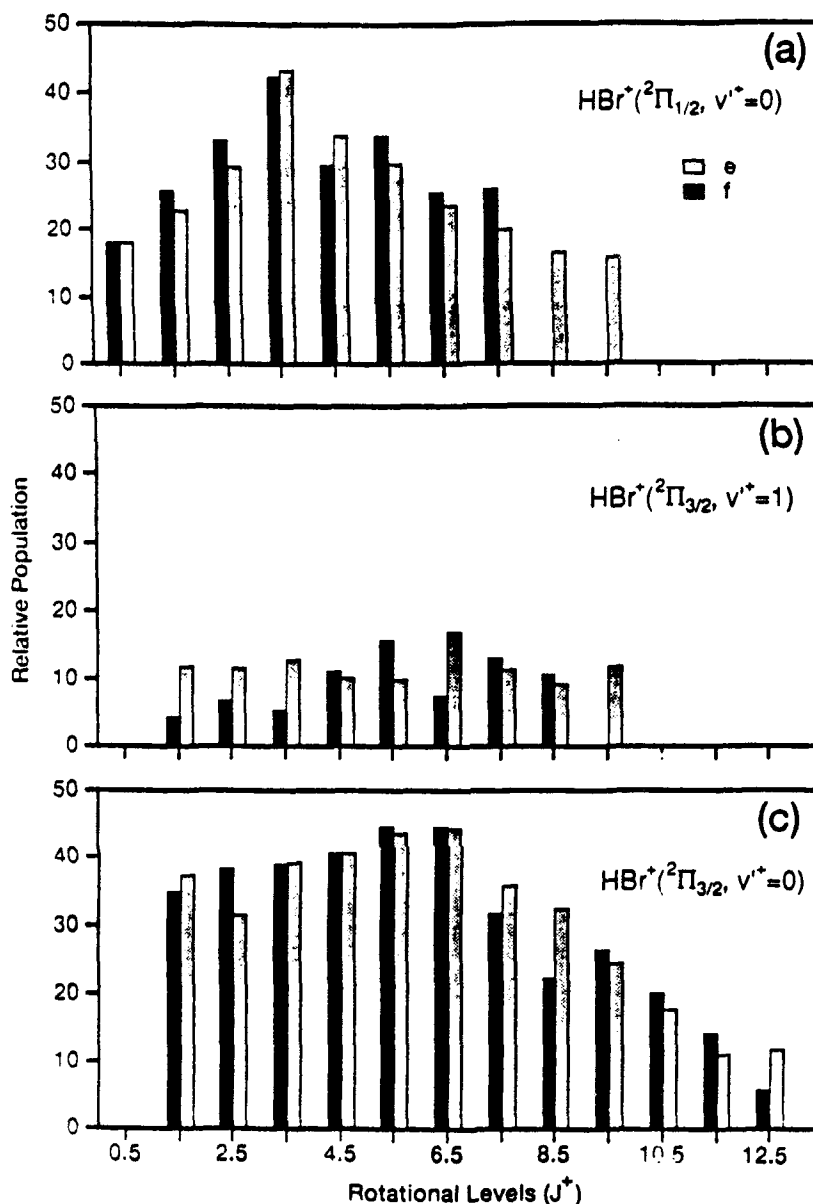 (a)
HBr⁺(²Π₁/₂, v'⁺=0)
e
f
50
40
30
20
10
0
(b)
HBr⁺(²Π₃/₂, v'⁺=1)
50
40
30
20
10
0
Relative Population
(c)
HBr⁺(²Π₃/₂, v'⁺=0)
50
40
30
20
10
0
0.5 2.5 4.5 6.5 8.5 10.5 12.5
Rotational Levels (J⁺)